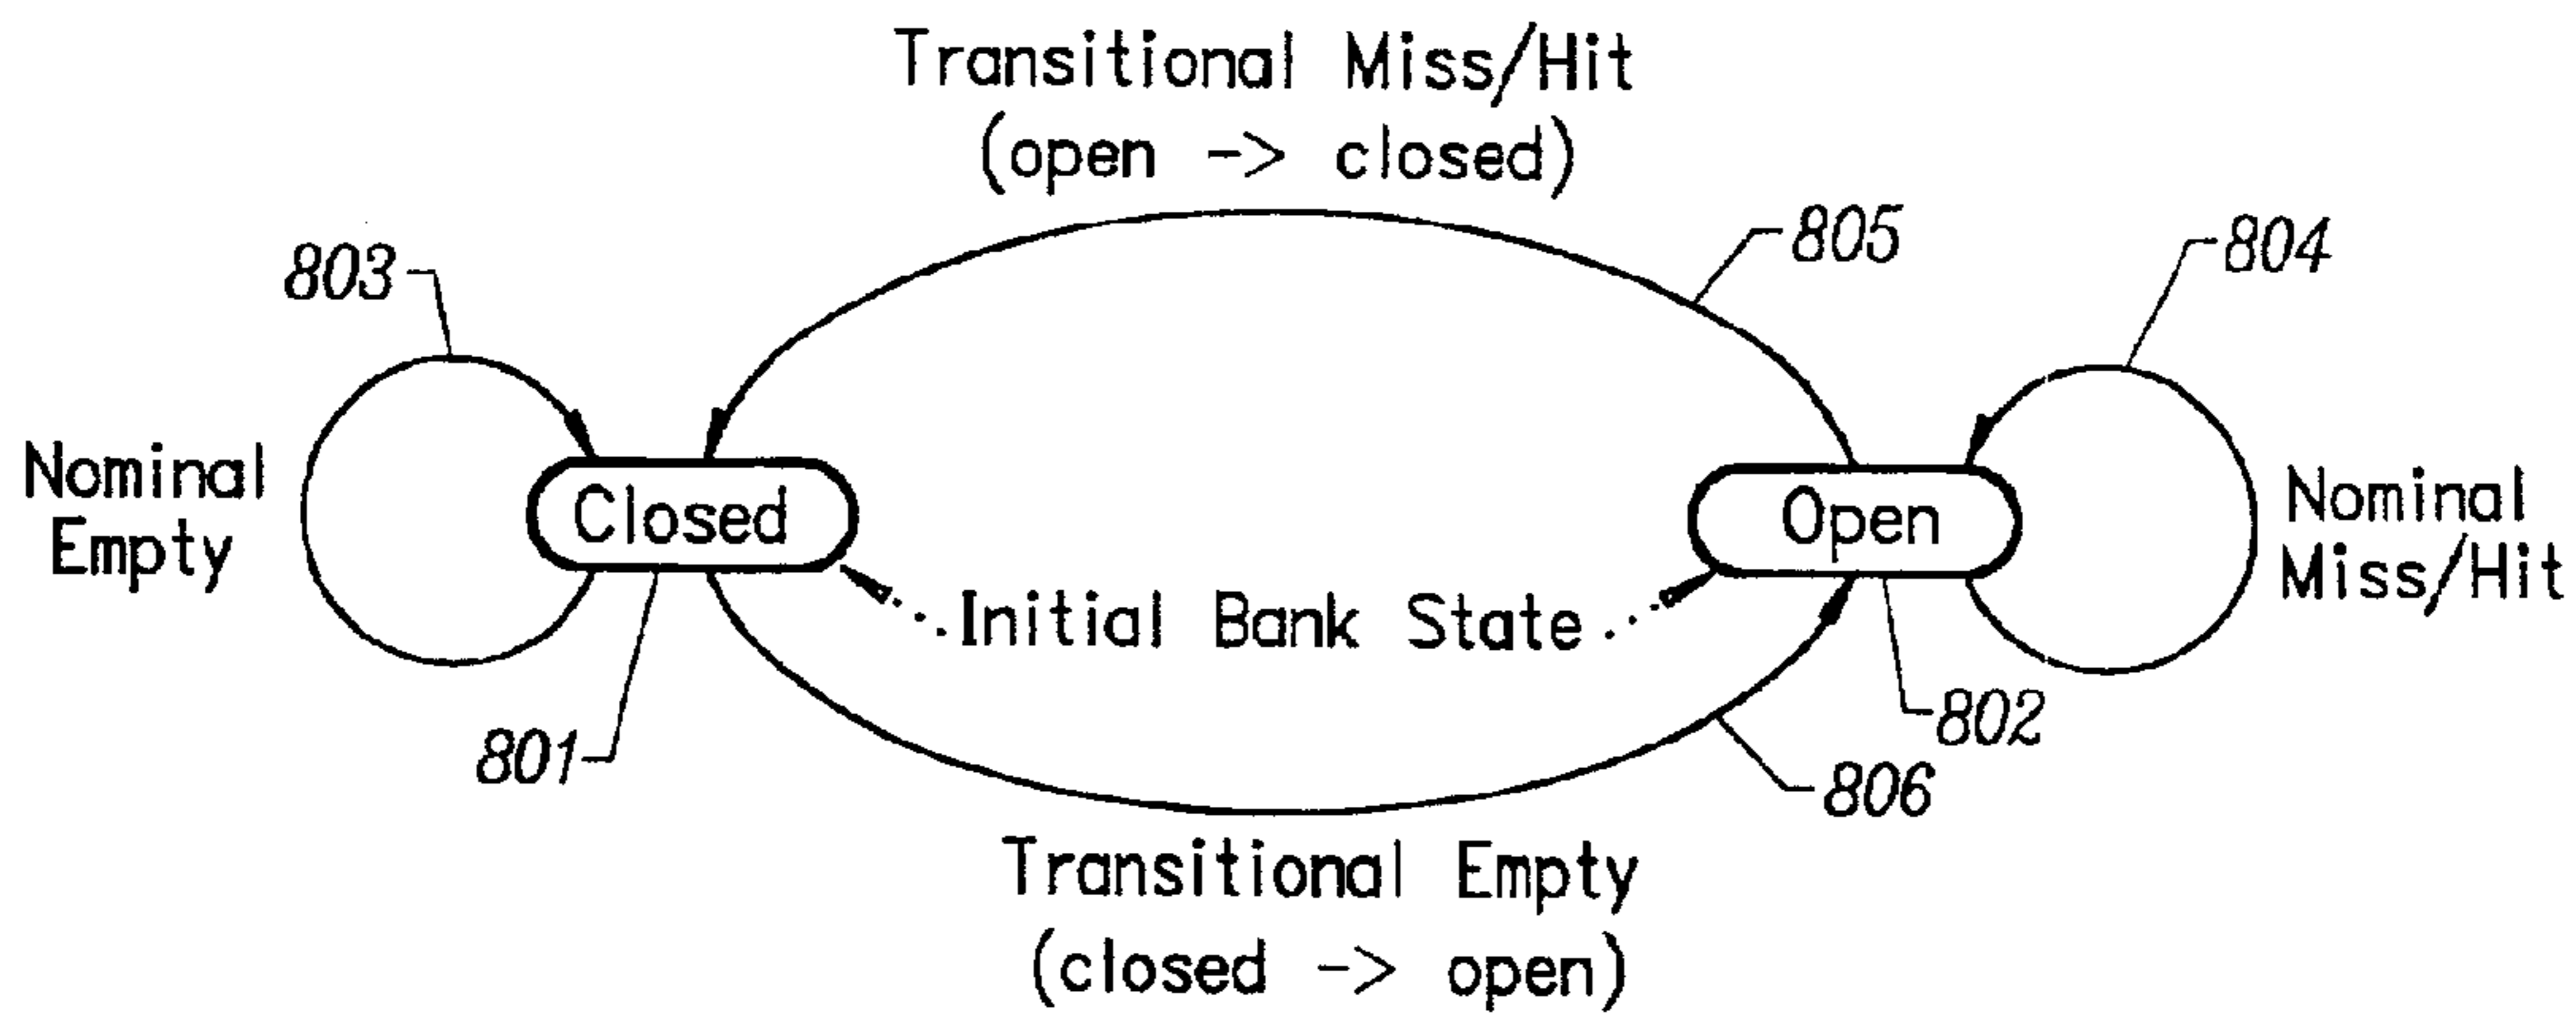 Transitional Miss/Hit
(open -> closed)
805
804
803
Nominal
Empty
Closed
Open
Nominal
Miss/Hit
Initial Bank State
801
802
806
Transitional Empty
(closed -> open)